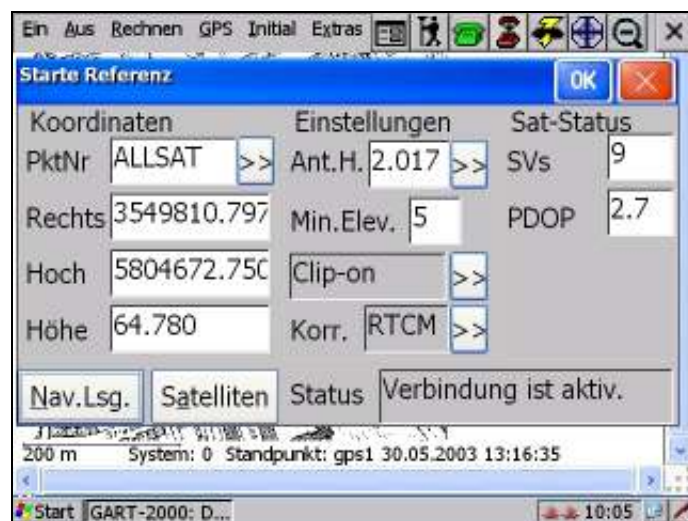 Ein Aus Rechnen GPS Initial Extras
Starte Referenz OK
Koordinaten Einstellungen Sat-Status
PktNr ALLSAT >> Ant.H. 2.017 >> SVs 9
Rechts 3549810.797 Min.Elev. 5 PDOP 2.7
Hoch 5804672.750 Clip-on >>
Höhe 64.780 Korr. RTCM >>
Nav.Lsg. Satelliten Status Verbindung ist aktiv.
200 m System: 0 Standpunkt: gps1 30.05.2003 13:16:35
Start GART-2000: D... 10:05